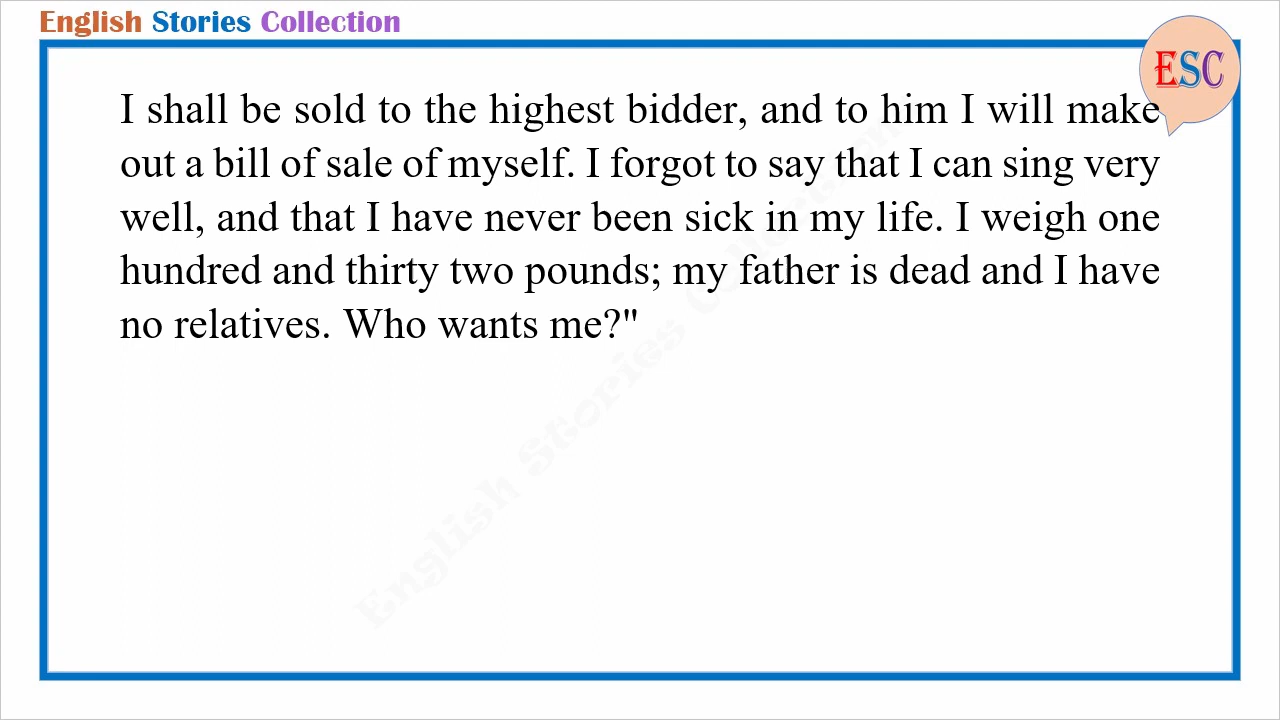 English Stories Collection
ESC
I shall be sold to the highest bidder, and to him I will make
out a bill of sale of myself. I forgot to say that I can sing very
well, and that I have never been sick in my life. I weigh one
hundred and thirty two pounds; my father is dead and I have
no relatives. Who wants me?"
English Stories Collection